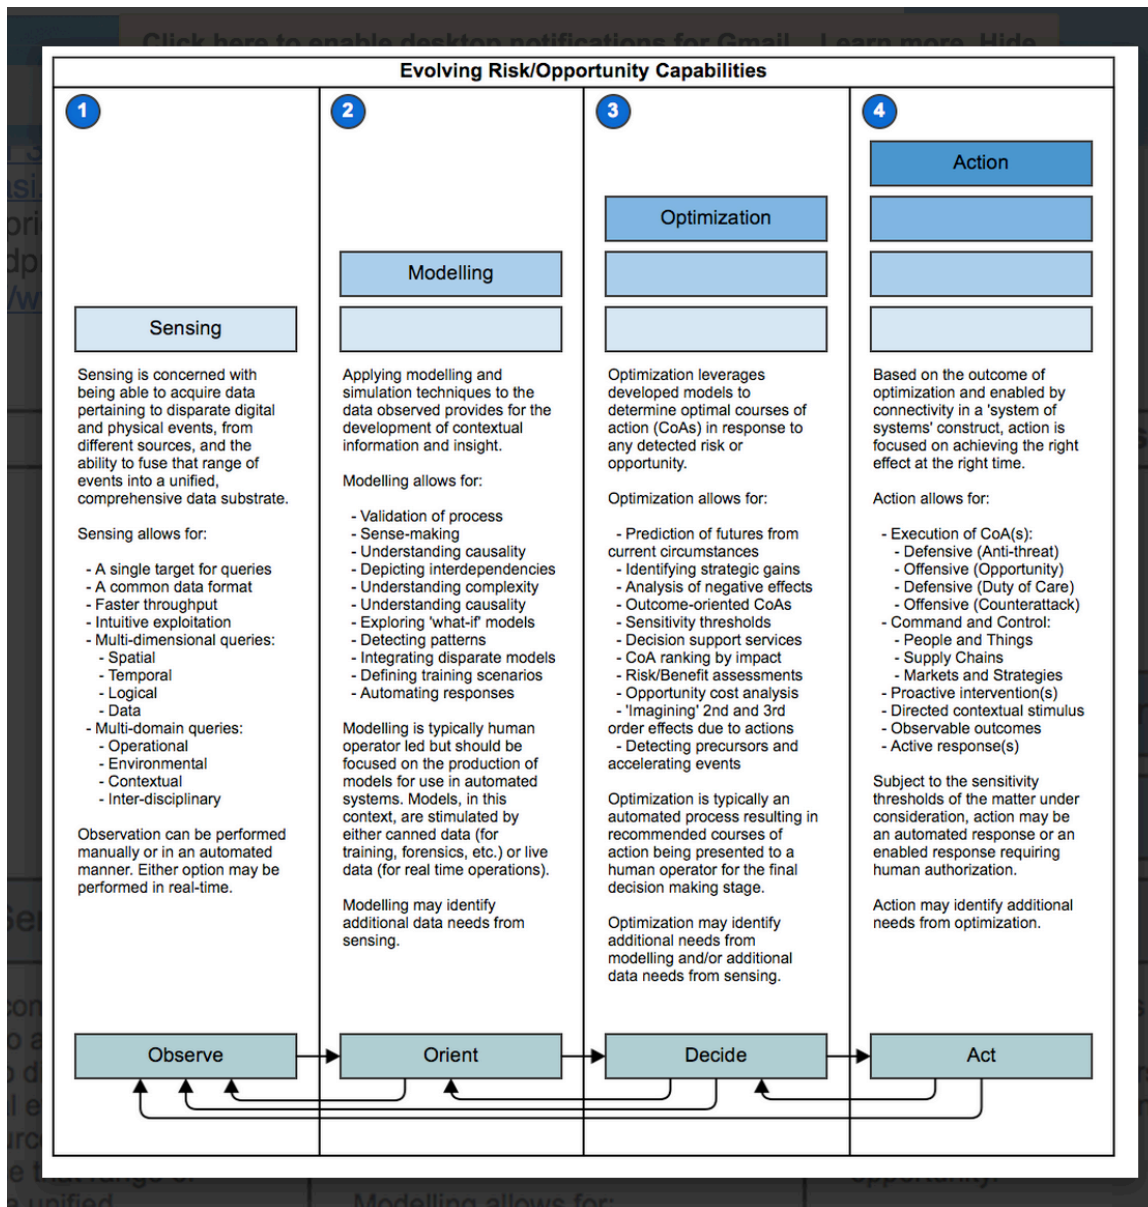 Click here to enable desktop notifications for Gmail. Learn more Hide
Evolving Risk/Opportunity Capabilities
1
Sensing
Sensing is concerned with
being able to acquire data
pertaining to disparate digital
and physical events, from
different sources, and the
ability to fuse that range of
events into a unified,
comprehensive data substrate.
Sensing allows for:
- A single target for queries
- A common data format
- Faster throughput
- Intuitive exploitation
- Multi-dimensional queries:
- Spatial
- Temporal
- Logical
- Data
- Multi-domain queries:
- Operational
- Environmental
- Contextual
- Inter-disciplinary
Observation can be performed
manually or in an automated
manner. Either option may be
performed in real-time.
2
Modelling
Applying modelling and
simulation techniques to the
data observed provides for the
development of contextual
information and insight.
Modelling allows for:
- Validation of process
- Sense-making
- Understanding causality
- Depicting interdependencies
- Understanding complexity
- Understanding causality
- Exploring 'what-if' models
- Detecting patterns
- Integrating disparate models
- Defining training scenarios
- Automating responses
Modelling is typically human
operator led but should be
focused on the production of
models for use in automated
systems. Models, in this
context, are stimulated by
either canned data (for
training, forensics, etc.) or live
data (for real time operations).
Modelling may identify
additional data needs from
sensing.
3
Optimization
Optimization leverages
developed models to
determine optimal courses of
action (CoAs) in response to
any detected risk or
opportunity.
Optimization allows for:
- Prediction of futures from
current circumstances
- Identifying strategic gains
- Analysis of negative effects
- Outcome-oriented CoAs
- Sensitivity thresholds
- Decision support services
- CoA ranking by impact
- Risk/Benefit assessments
- Opportunity cost analysis
- 'Imagining' 2nd and 3rd
order effects due to actions
- Detecting precursors and
accelerating events
Optimization is typically an
automated process resulting in
recommended courses of
action being presented to a
human operator for the final
decision making stage.
Optimization may identify
additional needs from
modelling and/or additional
data needs from sensing.
4
Action
Based on the outcome of
optimization and enabled by
connectivity in a 'system of
systems' construct, action is
focused on achieving the right
effect at the right time.
Action allows for:
- Execution of CoA(s):
- Defensive (Anti-threat)
- Offensive (Opportunity)
- Defensive (Duty of Care)
- Offensive (Counterattack)
- Command and Control:
- People and Things
- Supply Chains
- Markets and Strategies
- Proactive intervention(s)
- Directed contextual stimulus
- Observable outcomes
- Active response(s)
Subject to the sensitivity
thresholds of the matter under
consideration, action may be
an automated response or an
enabled response requiring
human authorization.
Action may identify additional
needs from optimization.
Observe
Orient
Decide
Act
opportunity.
Modelling allows for: